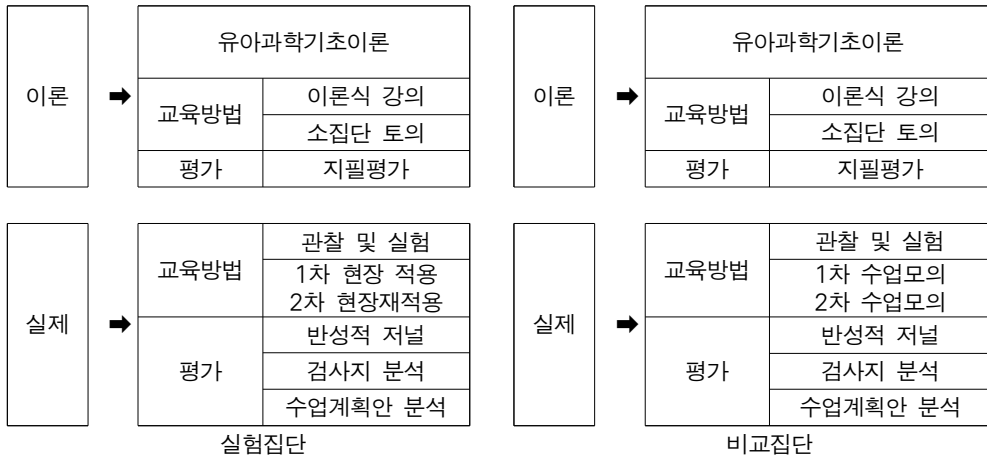 유아과학기초이론
이론 ➡ 교육방법 이론식 강의
소집단 토의
평가 지필평가
유아과학기초이론
이론 ➡ 교육방법 이론식 강의
소집단 토의
평가 지필평가
실제 ➡ 교육방법 관찰 및 실험
1차 현장 적용
2차 현장재적용
평가 반성적 저널
검사지 분석
수업계획안 분석
실험집단
실제 ➡ 교육방법 관찰 및 실험
1차 수업모의
2차 수업모의
평가 반성적 저널
검사지 분석
수업계획안 분석
비교집단